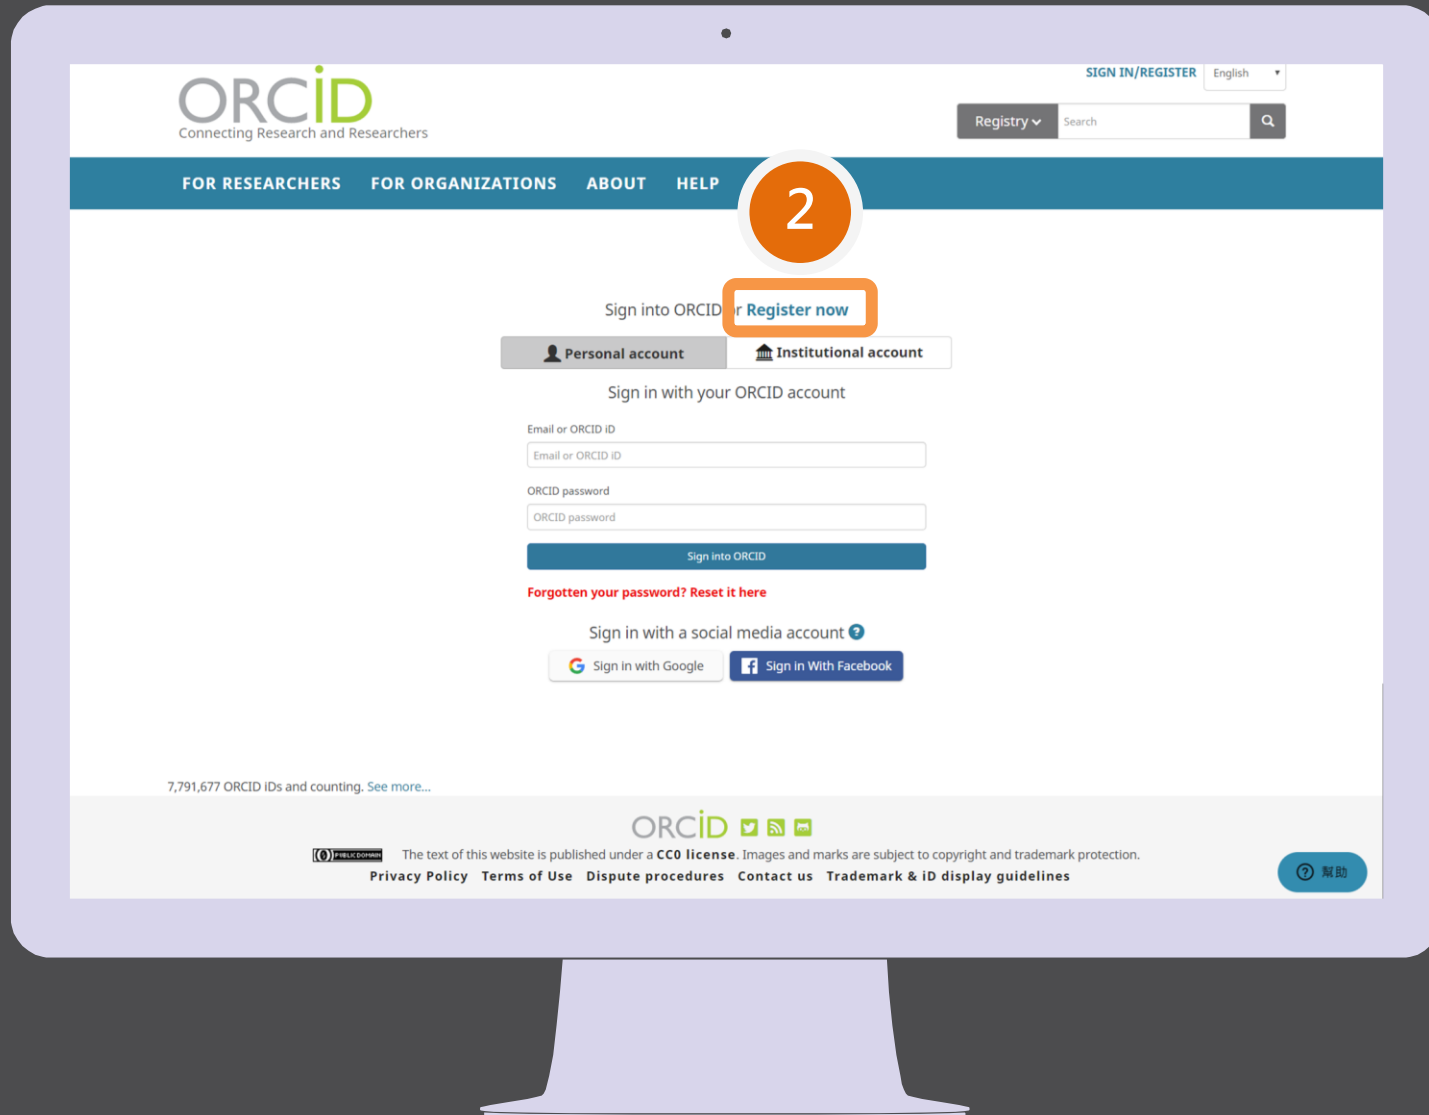 SIGN IN/REGISTER English
ORCiD
Connecting Research and Researchers
Registry Search
FOR RESEARCHERS FOR ORGANIZATIONS ABOUT HELP
2
Sign into ORCID or Register now
Personal account Institutional account
Sign in with your ORCID account
Email or ORCID iD
Email or ORCID iD
ORCID password
ORCID password
Sign into ORCID
Forgotten your password? Reset it here
Sign in with a social media account ?
Sign in with Google Sign in With Facebook
7,791,677 ORCID iDs and counting. See more...
ORCiD
PUBLIC DOMAIN The text of this website is published under a CC0 license. Images and marks are subject to copyright and trademark protection.
Privacy Policy Terms of Use Dispute procedures Contact us Trademark & iD display guidelines
? 幫助